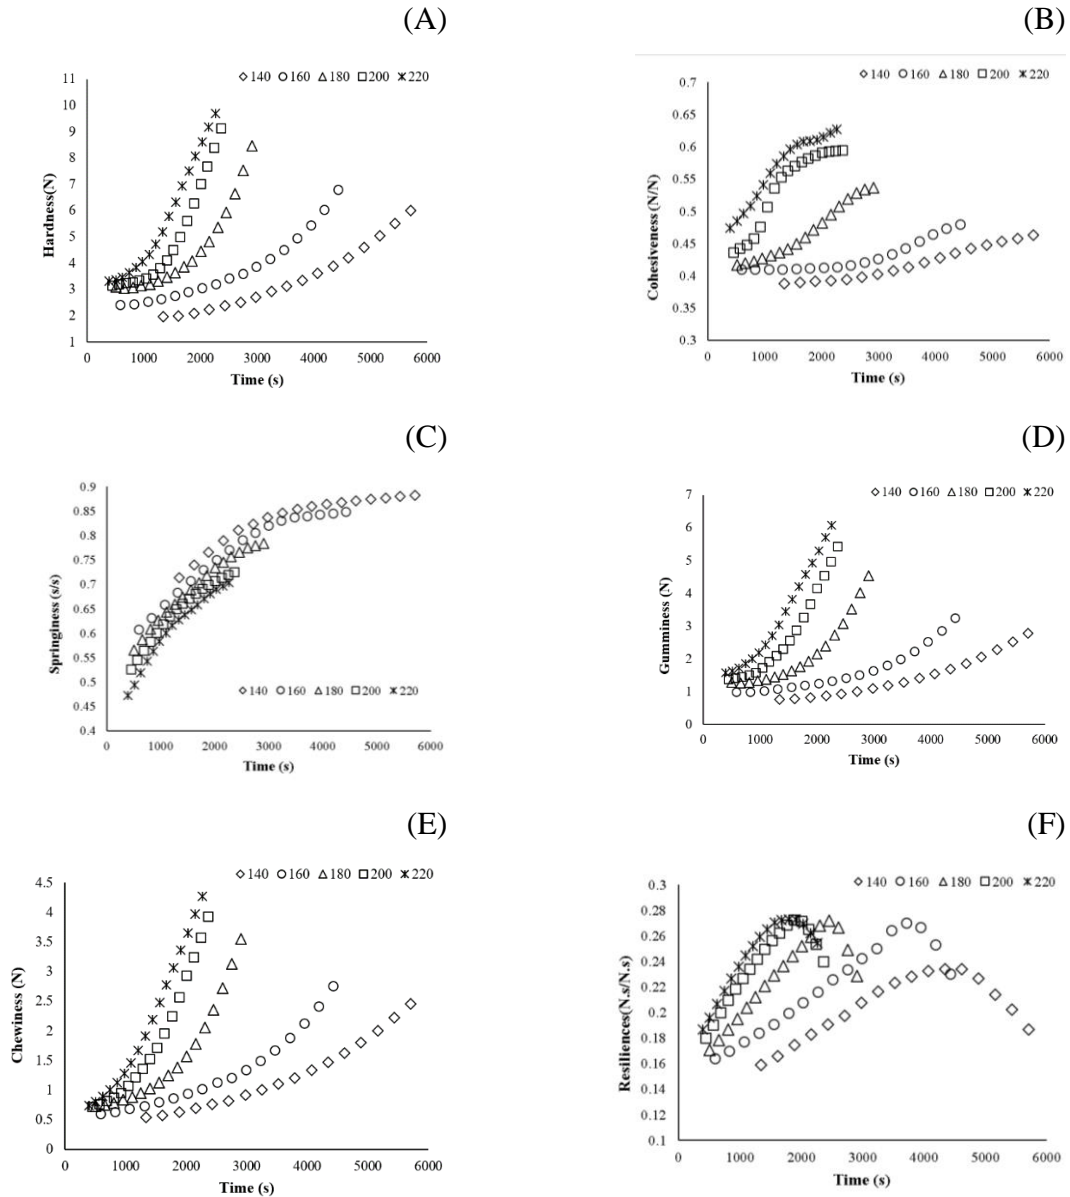 (A)
140 160 180 200 220
11
10
9
8
7
6
5
4
3
2
1
Hardness(N)
0 1000 2000 3000 4000 5000 6000
Time (s)
(B)
140 160 180 200 220
0.7
0.65
0.6
0.55
0.5
0.45
0.4
0.35
0.3
Cohesiveness (N/N)
0 1000 2000 3000 4000 5000 6000
Time (s)
(C)
0.9
0.85
0.8
0.75
0.7
0.65
0.6
0.55
0.5
0.45
0.4
Springiness (s/s)
140 160 180 200 220
0 1000 2000 3000 4000 5000 6000
Time (s)
(D)
140 160 180 200 220
7
6
5
4
3
2
1
0
Gumminess (N)
0 1000 2000 3000 4000 5000 6000
Time (s)
(E)
140 160 180 200 220
4.5
4
3.5
3
2.5
2
1.5
1
0.5
0
Chewiness (N)
0 1000 2000 3000 4000 5000 6000
Time (s)
(F)
140 160 180 200 220
0.3
0.28
0.26
0.24
0.22
0.2
0.18
0.16
0.14
0.12
0.1
Resiliences(N.s/N.s)
0 1000 2000 3000 4000 5000 6000
Time (s)